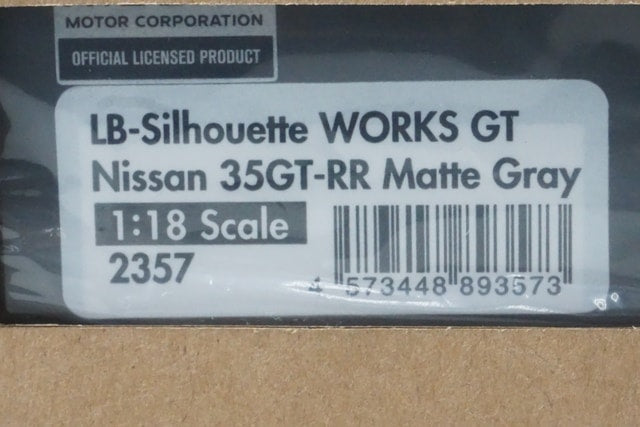 MOTOR CORPORATION
OFFICIAL LICENSED PRODUCT
LB-Silhouette WORKS GT
Nissan 35GT-RR Matte Gray
1:18 Scale
2357
4 573448 893573